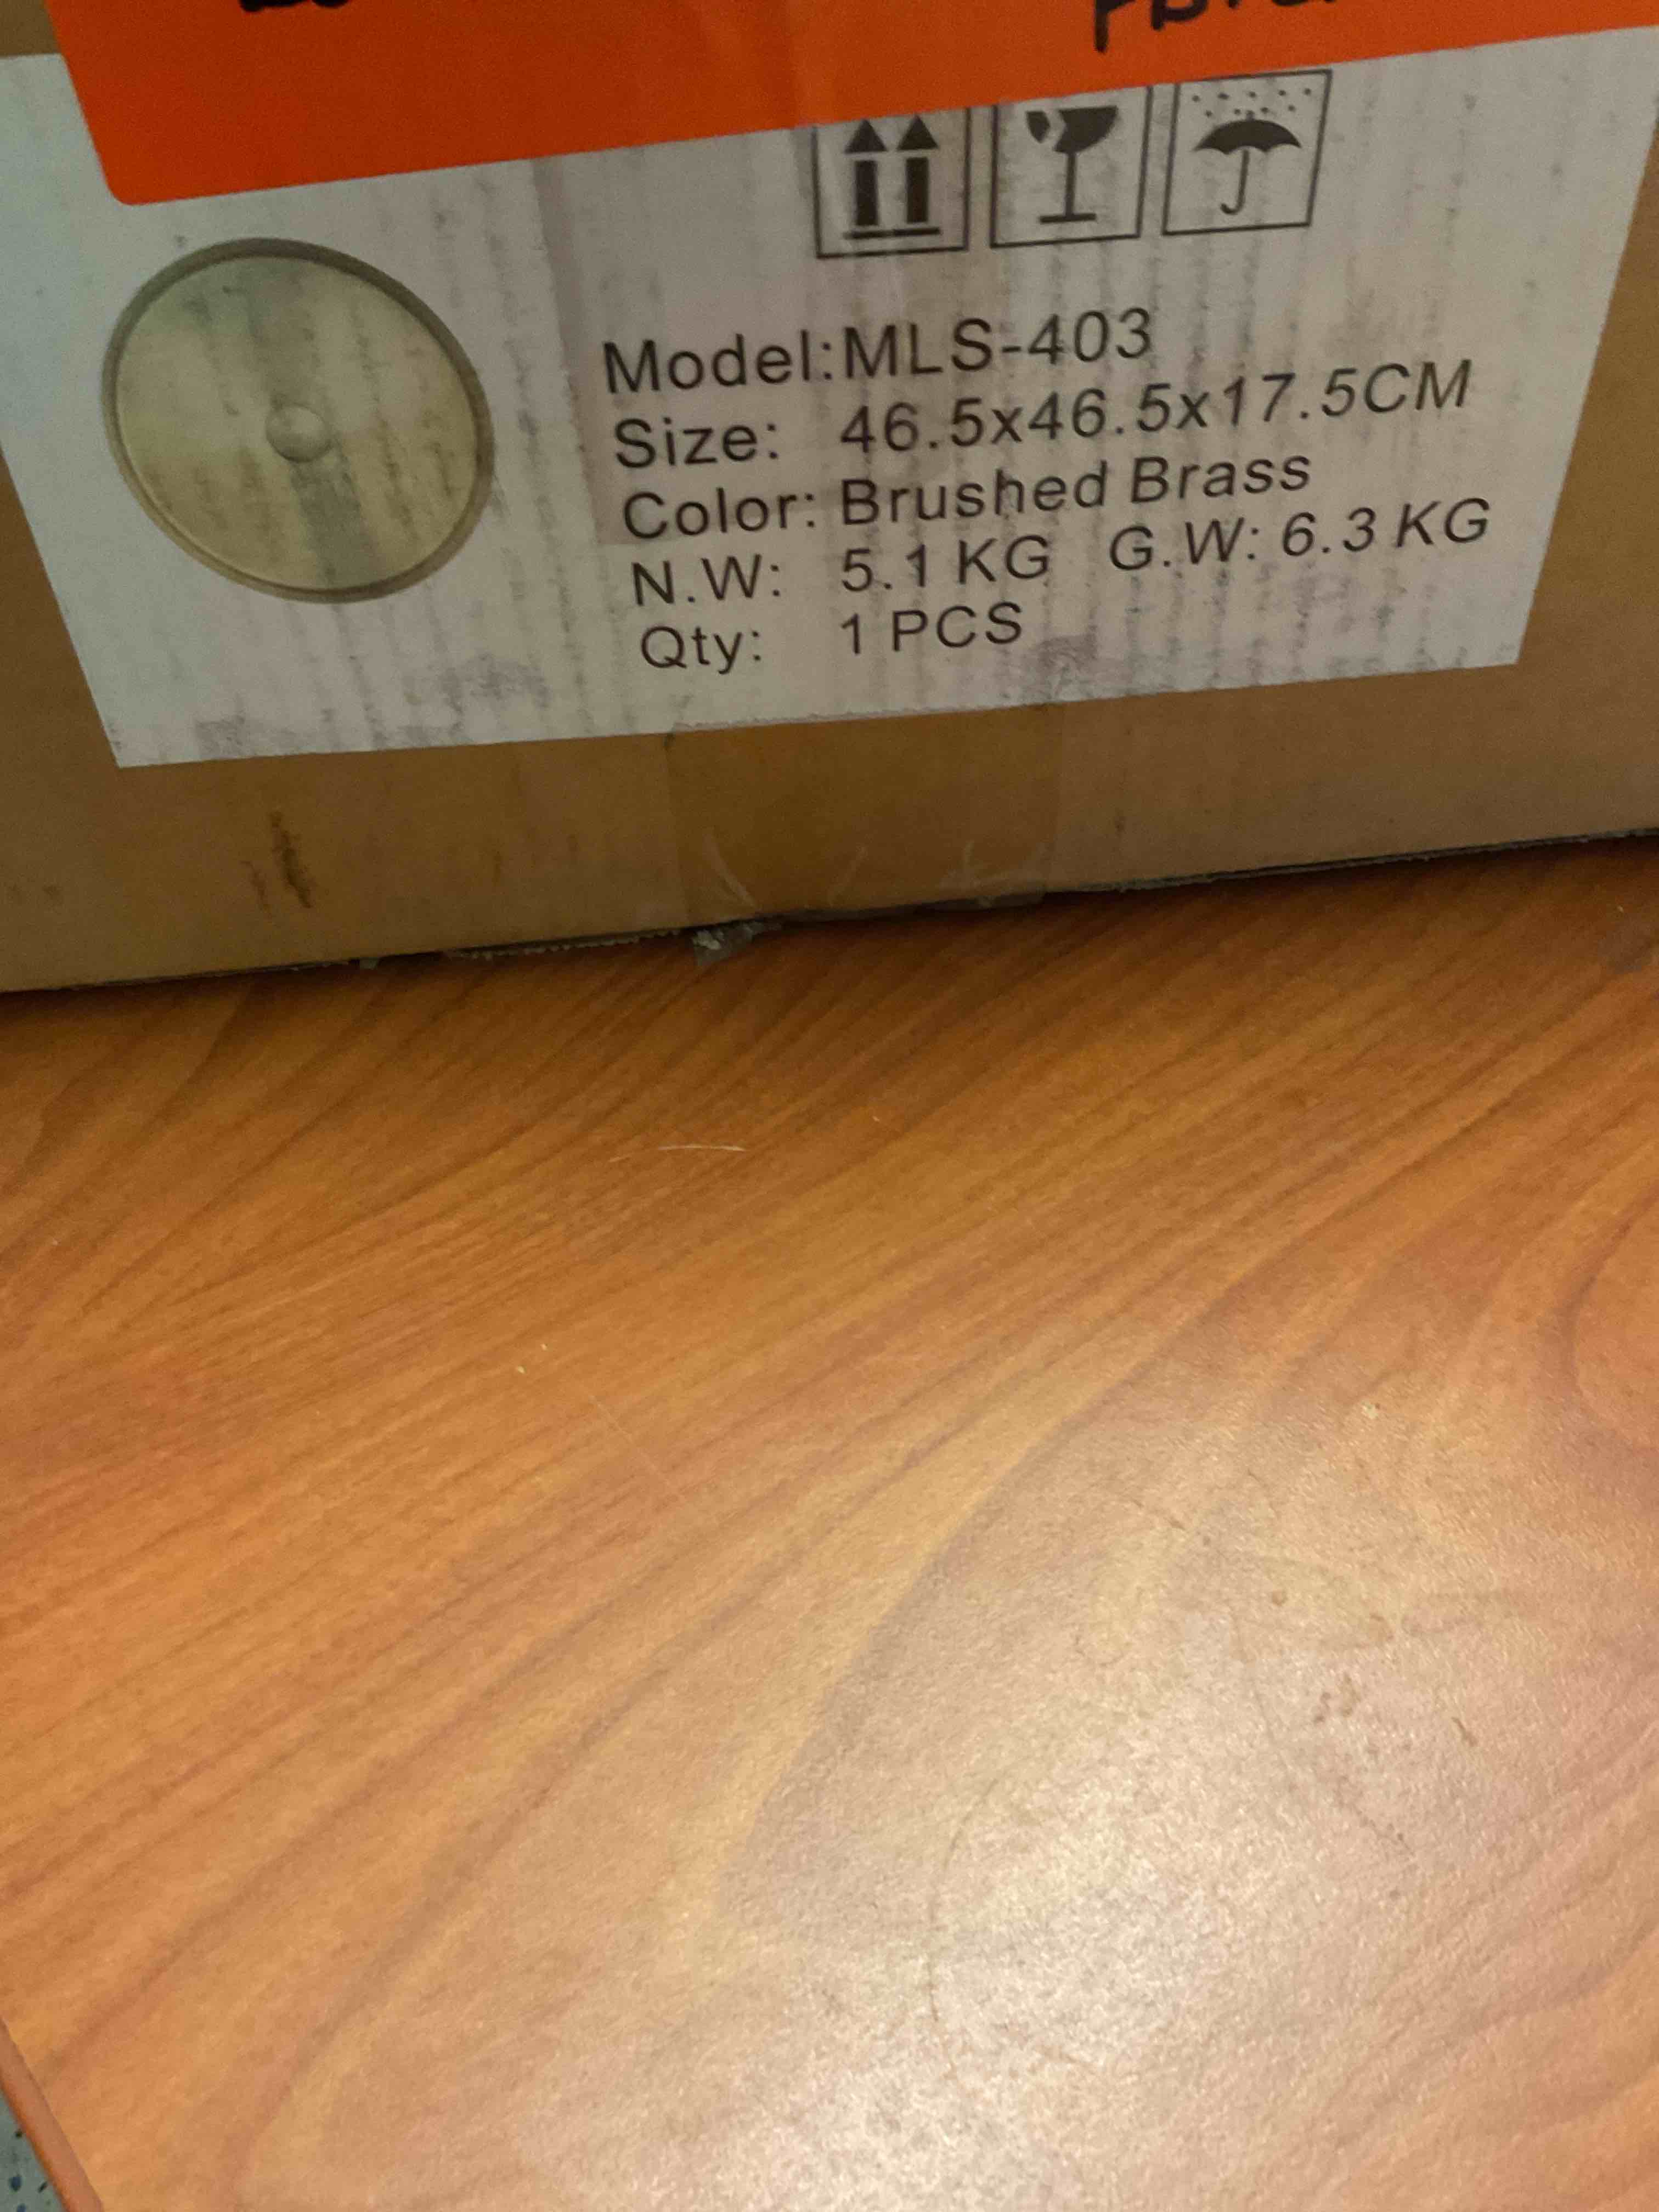 Model:MLS-403
Size: 46.5x46.5x17.5CM
Color: Brushed Brass
N.W: 5.1 KG G.W: 6.3 KG
Qty: 1 PCS